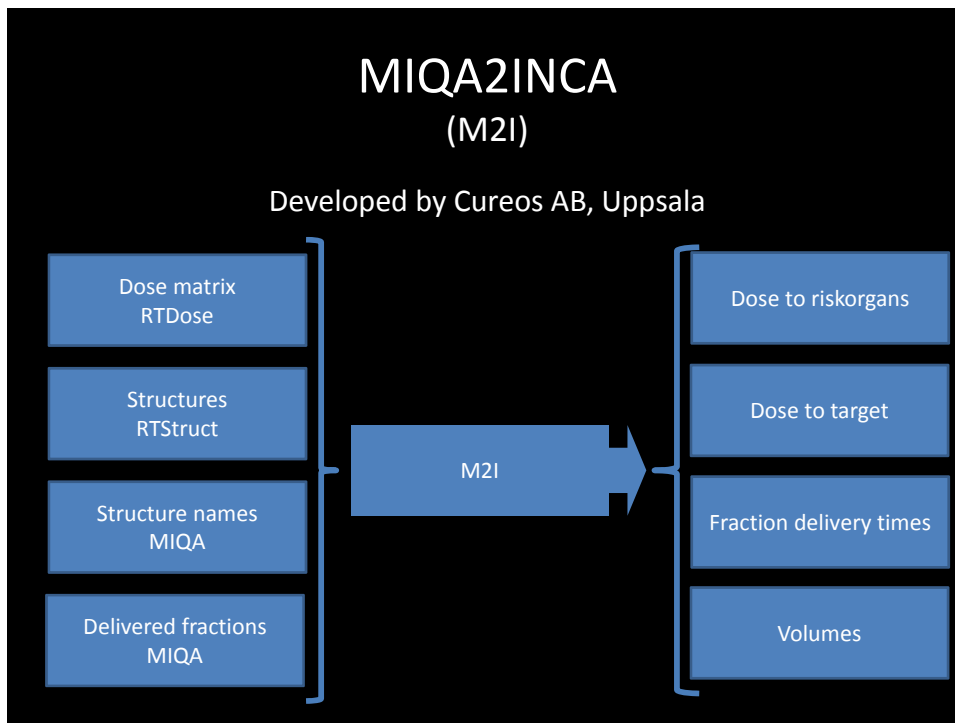 MIQA2INCA
(M2I)
Developed by Cureos AB, Uppsala
Dose matrix
RTDose
Structures
RTStruct
Structure names
MIQA
Delivered fractions
MIQA
M2I
Dose to riskorgans
Dose to target
Fraction delivery times
Volumes